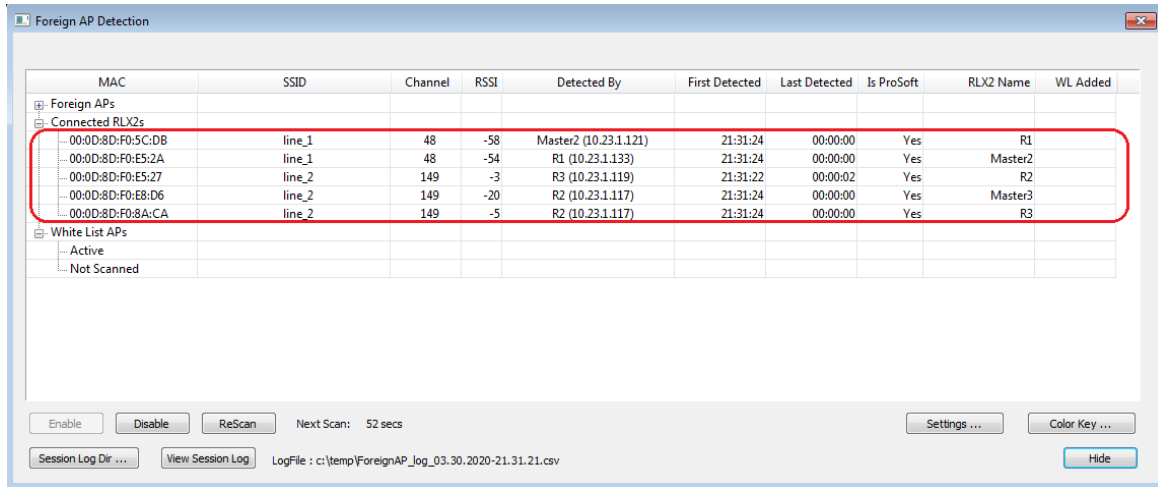 Foreign AP Detection
MAC SSID Channel RSSI Detected By First Detected Last Detected Is ProSoft RLX2 Name WL Added
Foreign APs
Connected RLX2s
00:0D:8D:F0:5C:DB line_1 48 -58 Master2 (10.23.1.121) 21:31:24 00:00:00 Yes R1
00:0D:8D:F0:E5:2A line_1 48 -54 R1 (10.23.1.133) 21:31:24 00:00:00 Yes Master2
00:0D:8D:F0:E5:27 line_2 149 -3 R3 (10.23.1.119) 21:31:22 00:00:02 Yes R2
00:0D:8D:F0:E8:D6 line_2 149 -20 R2 (10.23.1.117) 21:31:24 00:00:00 Yes Master3
00:0D:8D:F0:8A:CA line_2 149 -5 R2 (10.23.1.117) 21:31:24 00:00:00 Yes R3
White List APs
Active
Not Scanned
Enable Disable ReScan Next Scan: 52 secs Settings ... Color Key ...
Session Log Dir ... View Session Log LogFile : c:\temp\ForeignAP_log_03.30.2020-21.31.21.csv Hide